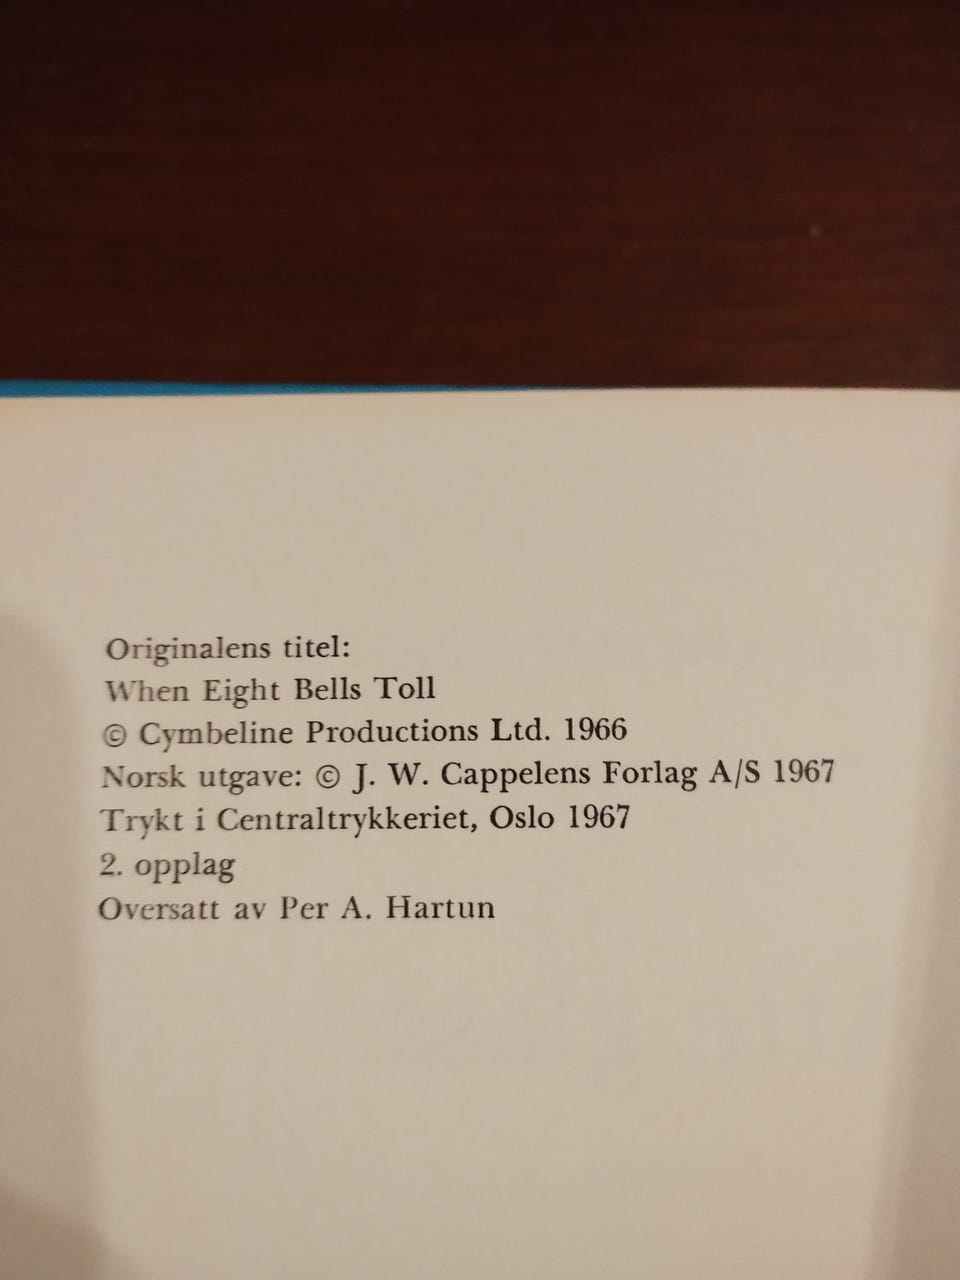 Originalens titel:
When Eight Bells Toll
© Cymbeline Productions Ltd. 1966
Norsk utgave: © J. W. Cappelens Forlag A/S 1967
Trykt i Centraltrykkeriet, Oslo 1967
2. opplag
Oversatt av Per A. Hartun